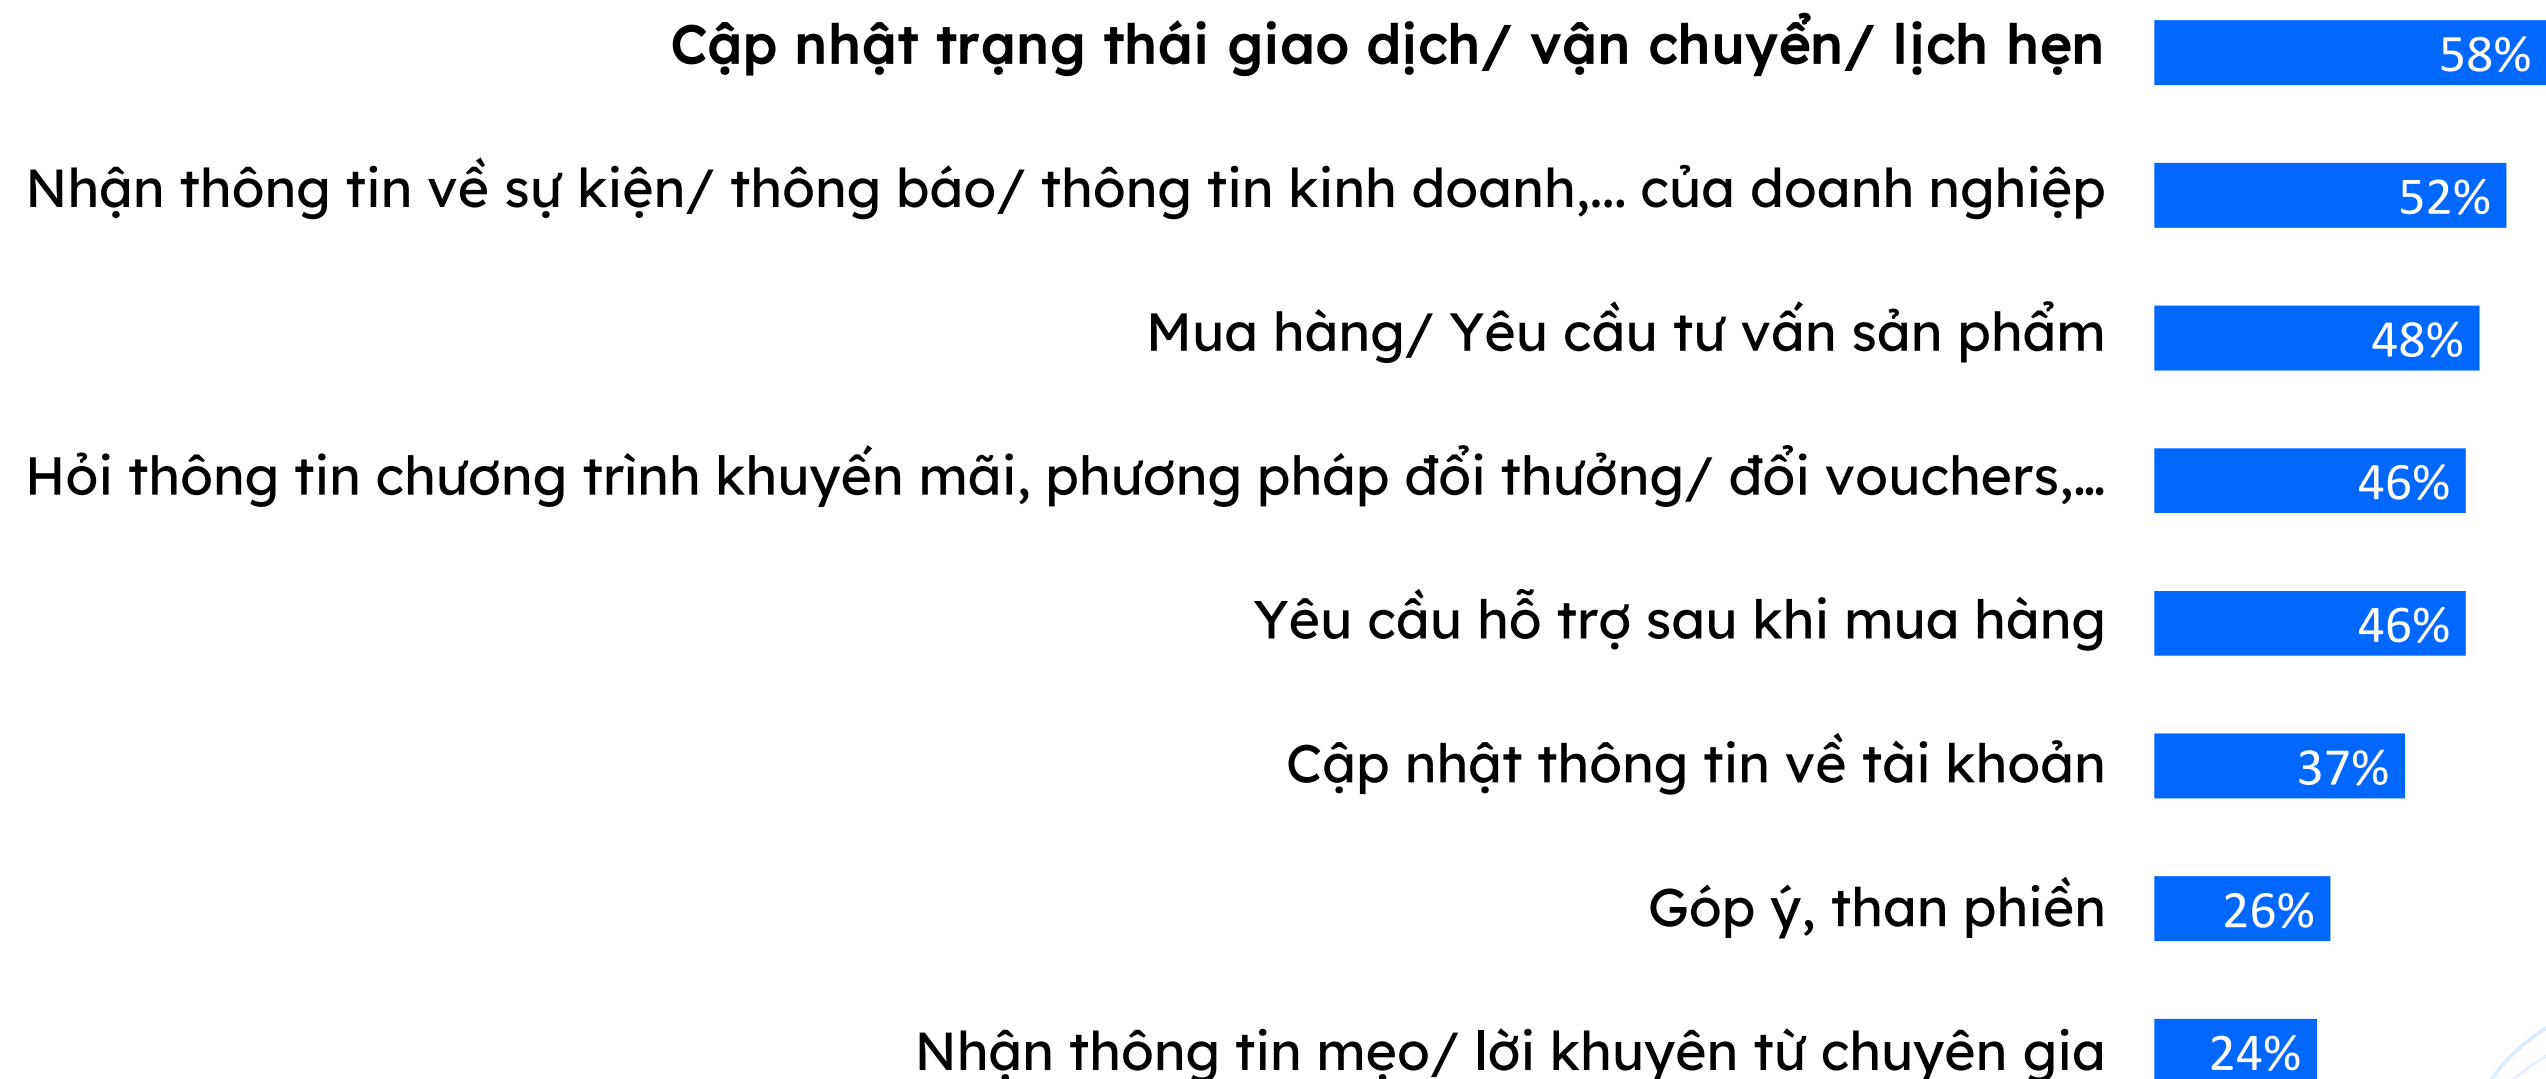 Cập nhật trạng thái giao dịch/ vận chuyển/ lịch hẹn 58%
Nhận thông tin về sự kiện/ thông báo/ thông tin kinh doanh,... của doanh nghiệp 52%
Mua hàng/ Yêu cầu tư vấn sản phẩm 48%
Hỏi thông tin chương trình khuyến mãi, phương pháp đổi thưởng/ đổi vouchers,... 46%
Yêu cầu hỗ trợ sau khi mua hàng 46%
Cập nhật thông tin về tài khoản 37%
Góp ý, than phiền 26%
Nhận thông tin mẹo/ lời khuyên từ chuyên gia 24%